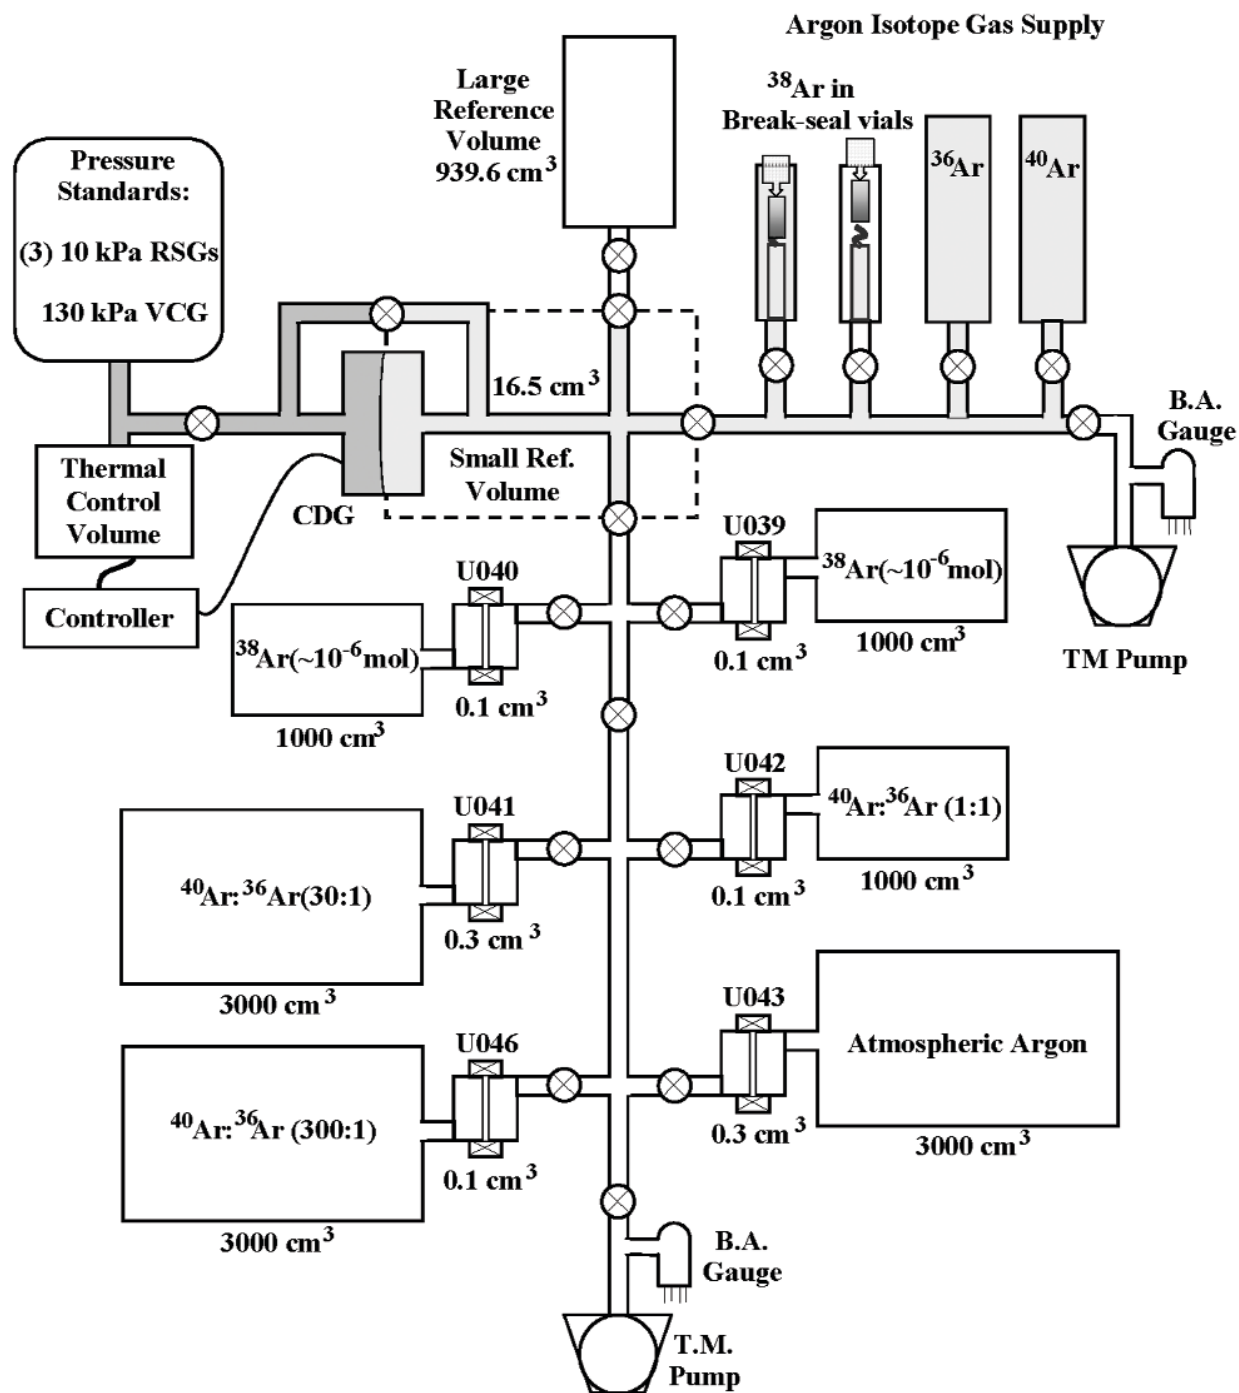 Argon Isotope Gas Supply
Large
Reference
Volume
939.6 cm³
³⁸Ar in
Break-seal vials
³⁶Ar
⁴⁰Ar
Pressure
Standards:
(3) 10 kPa RSGs
130 kPa VCG
16.5 cm³
B.A.
Gauge
Thermal
Control
Volume
Small Ref.
Volume
CDG
Controller
TM Pump
U040
U039
³⁸Ar(~10⁻⁶mol)
³⁸Ar(~10⁻⁶mol)
0.1 cm³
0.1 cm³
1000 cm³
1000 cm³
U041
U042
⁴⁰Ar:³⁶Ar(30:1)
⁴⁰Ar:³⁶Ar (1:1)
0.3 cm³
0.1 cm³
3000 cm³
1000 cm³
U046
U043
⁴⁰Ar:³⁶Ar (300:1)
Atmospheric Argon
0.1 cm³
0.3 cm³
3000 cm³
3000 cm³
B.A.
Gauge
T.M.
Pump